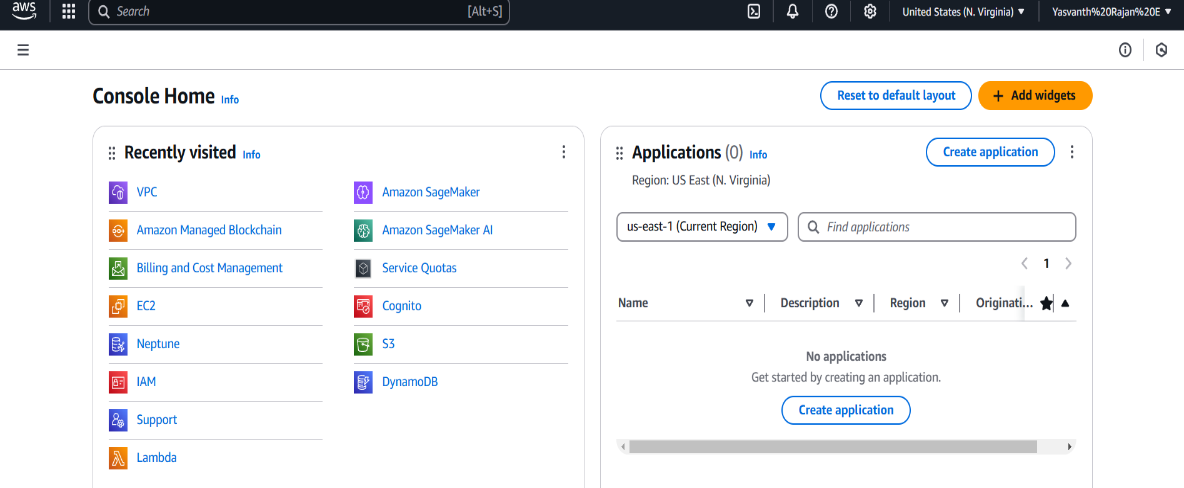 aws
Search [Alt+S]
United States (N. Virginia) Yasvanth%20Rajan%20E
Console Home Info
Reset to default layout
+ Add widgets
Recently visited Info
VPC
Amazon Managed Blockchain
Billing and Cost Management
EC2
Neptune
IAM
Support
Lambda
Amazon SageMaker
Amazon SageMaker AI
Service Quotas
Cognito
S3
DynamoDB
Applications (0) Info
Create application
Region: US East (N. Virginia)
us-east-1 (Current Region)
Find applications
1
Name Description Region Originati...
No applications
Get started by creating an application.
Create application